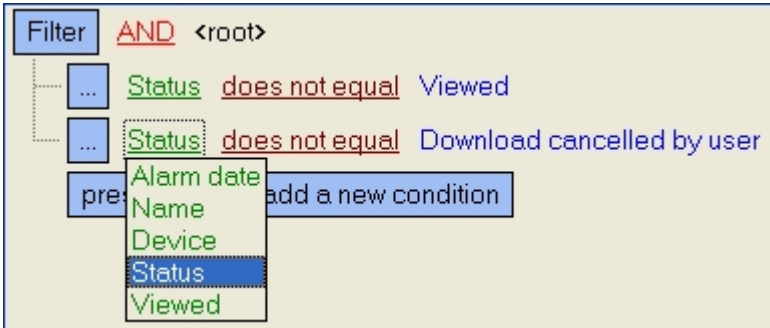 Filter AND <root>
... Status does not equal Viewed
... Status does not equal Download cancelled by user
pre add a new condition
Alarm date
Name
Device
Status
Viewed